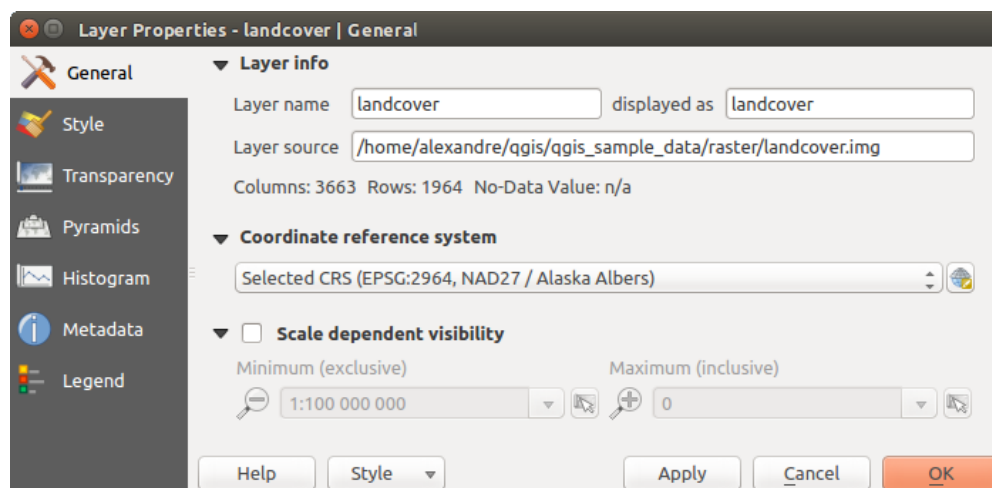 Layer Properties - landcover | General
General
Style
Transparency
Pyramids
Histogram
Metadata
Legend
Layer info
Layer name landcover displayed as landcover
Layer source /home/alexandre/qgis/qgis_sample_data/raster/landcover.img
Columns: 3663 Rows: 1964 No-Data Value: n/a
Coordinate reference system
Selected CRS (EPSG:2964, NAD27 / Alaska Albers)
Scale dependent visibility
Minimum (exclusive) Maximum (inclusive)
1:100 000 000 0
Help Style Apply Cancel OK